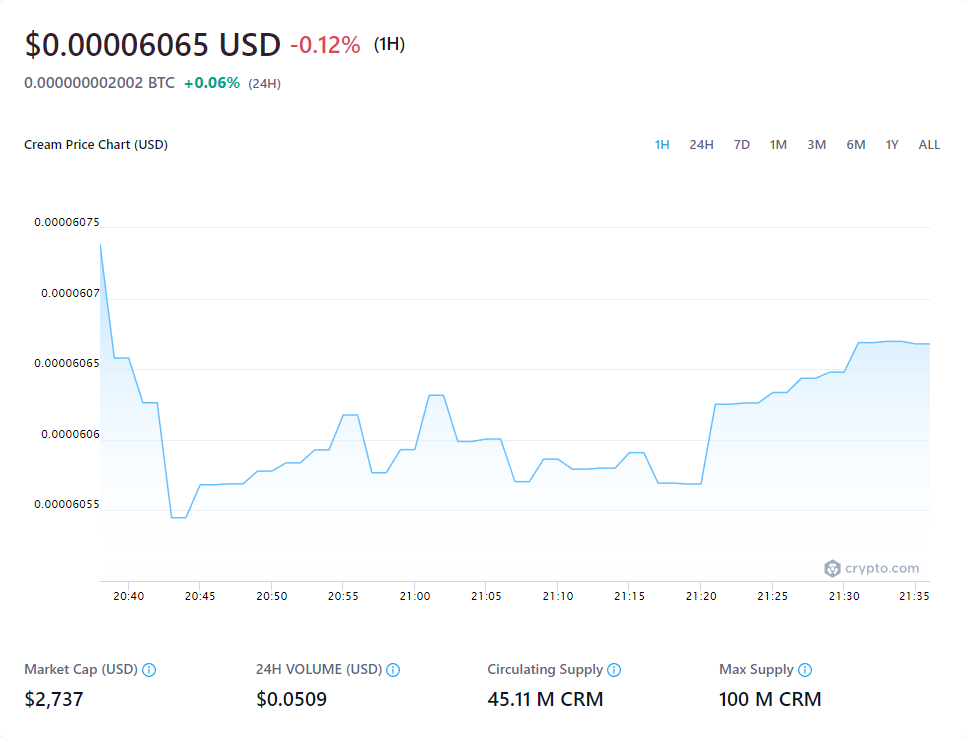 $0.00006065 USD -0.12% (1H)
0.000000002002 BTC +0.06% (24H)
Cream Price Chart (USD)
1H 24H 7D 1M 3M 6M 1Y ALL
0.00006075
0.0000607
0.00006065
0.0000606
0.00006055
crypto.com
20:40 20:45 20:50 20:55 21:00 21:05 21:10 21:15 21:20 21:25 21:30 21:35
Market Cap (USD) 24H VOLUME (USD) Circulating Supply Max Supply
$2,737 $0.0509 45.11 M CRM 100 M CRM